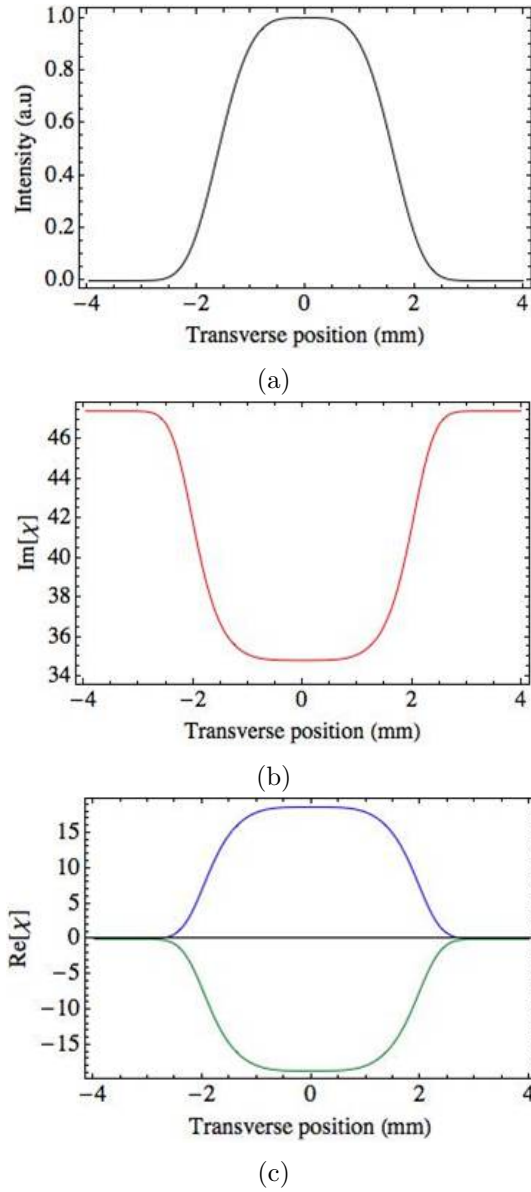 1.0
0.8
0.6
0.4
0.2
0.0
Intensity (a.u)
−4 −2 0 2 4
Transverse position (mm)
(a)
46
44
42
40
38
36
34
Im[χ]
−4 −2 0 2 4
Transverse position (mm)
(b)
15
10
5
0
−5
−10
−15
Re[χ]
−4 −2 0 2 4
Transverse position (mm)
(c)